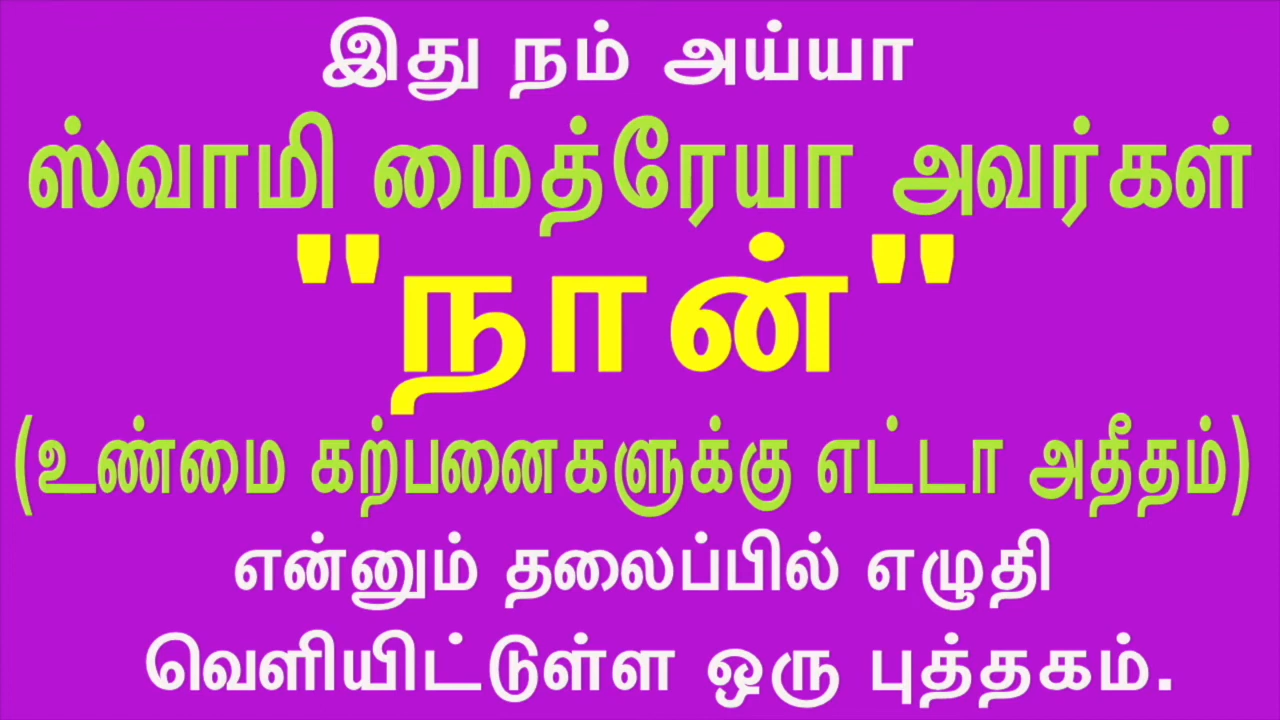 இது நம் அய்யா
ஸ்வாமி மைத்ரேயா அவர்கள்
"நான்"
(உண்மை கற்பனைகளுக்கு எட்டா அதீதம்)
என்னும் தலைப்பில் எழுதி
வெளியிட்டுள்ள ஒரு புத்தகம்.